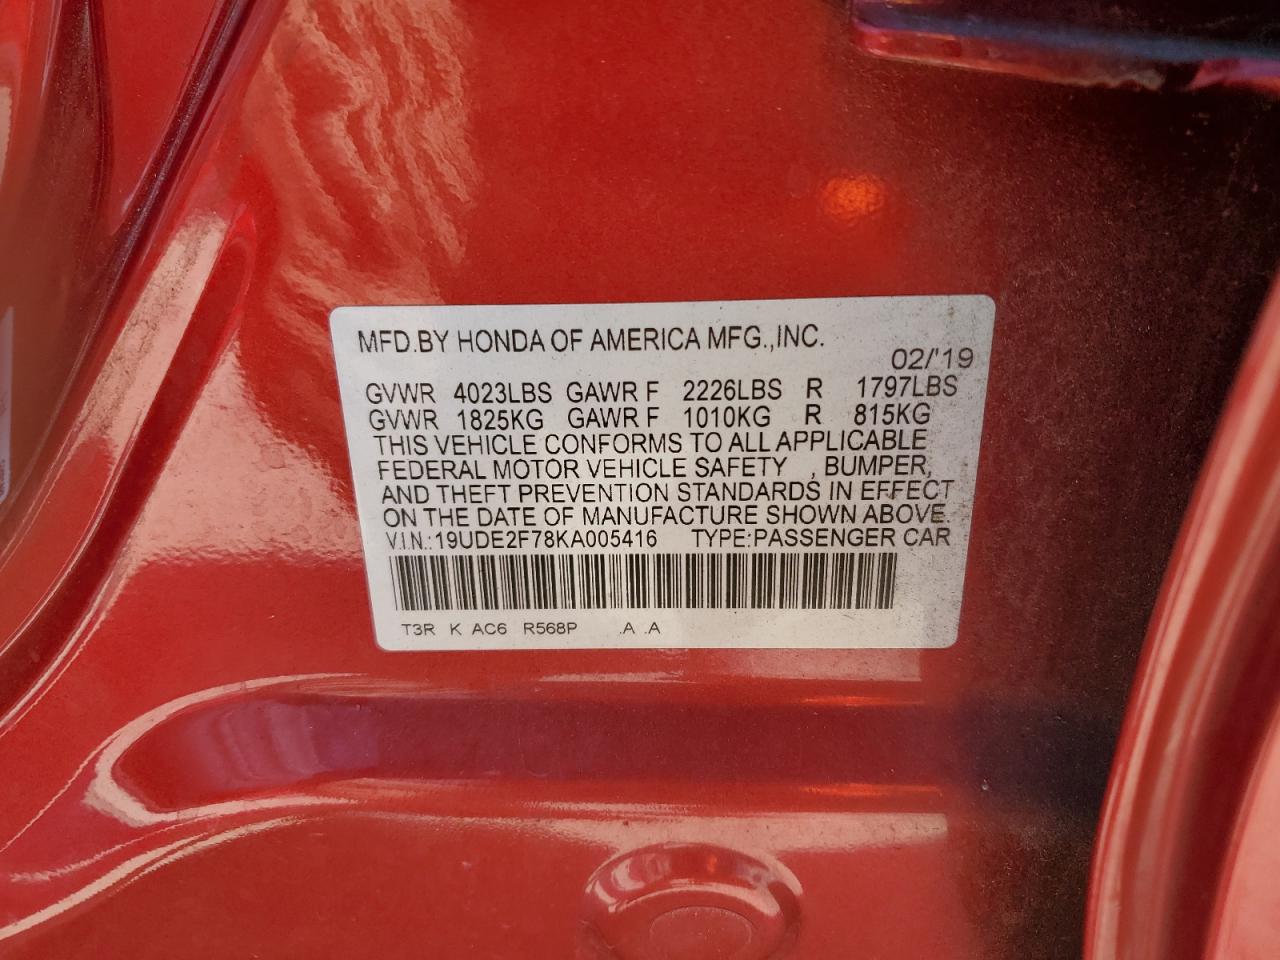 MFD.BY HONDA OF AMERICA MFG.,INC.
02/'19
GVWR 4023LBS GAWR F 2226LBS R 1797LBS
GVWR 1825KG GAWR F 1010KG R 815KG
THIS VEHICLE CONFORMS TO ALL APPLICABLE
FEDERAL MOTOR VEHICLE SAFETY , BUMPER,
AND THEFT PREVENTION STANDARDS IN EFFECT
ON THE DATE OF MANUFACTURE SHOWN ABOVE.
V.I.N.:19UDE2F78KA005416 TYPE:PASSENGER CAR
T3R K AC6 R568P .A .A